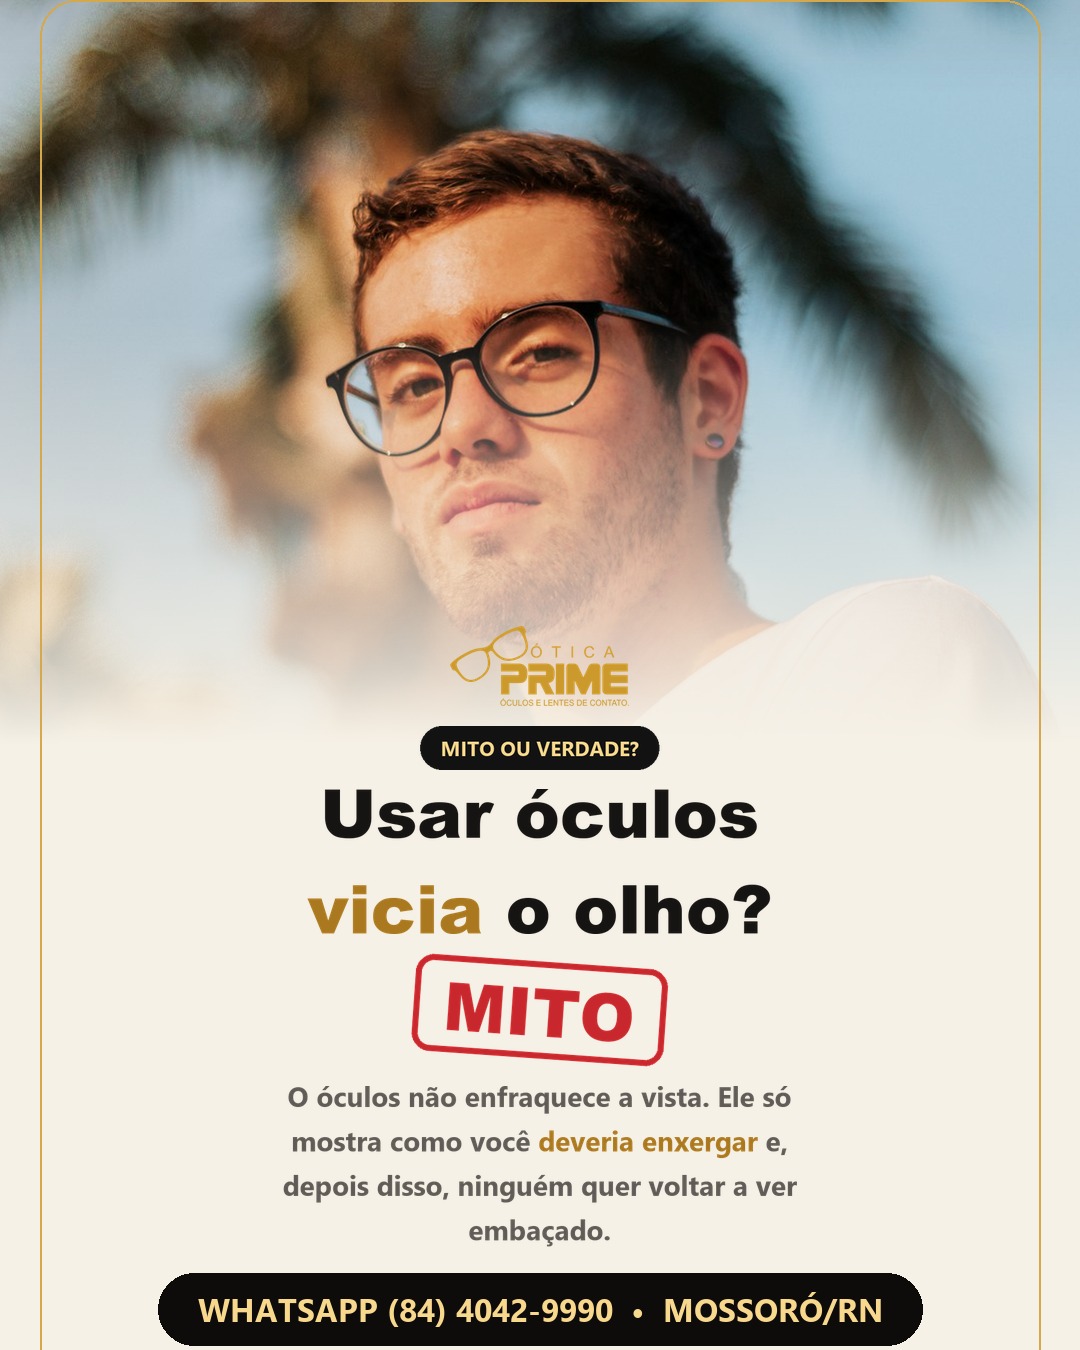 ÓTICA
PRIME
ÓCULOS E LENTES DE CONTATO.
MITO OU VERDADE?
Usar óculos
vicia o olho?
MITO
O óculos não enfraquece a vista. Ele só
mostra como você deveria enxergar e,
depois disso, ninguém quer voltar a ver
embaçado.
WHATSAPP (84) 4042-9990 • MOSSORÓ/RN